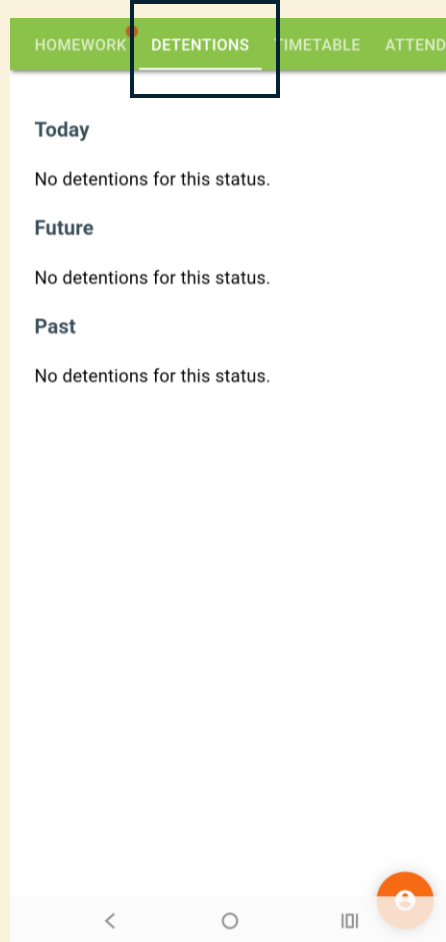 HOMEWORK DETENTIONS TIMETABLE ATTEND
Today
No detentions for this status.
Future
No detentions for this status.
Past
No detentions for this status.